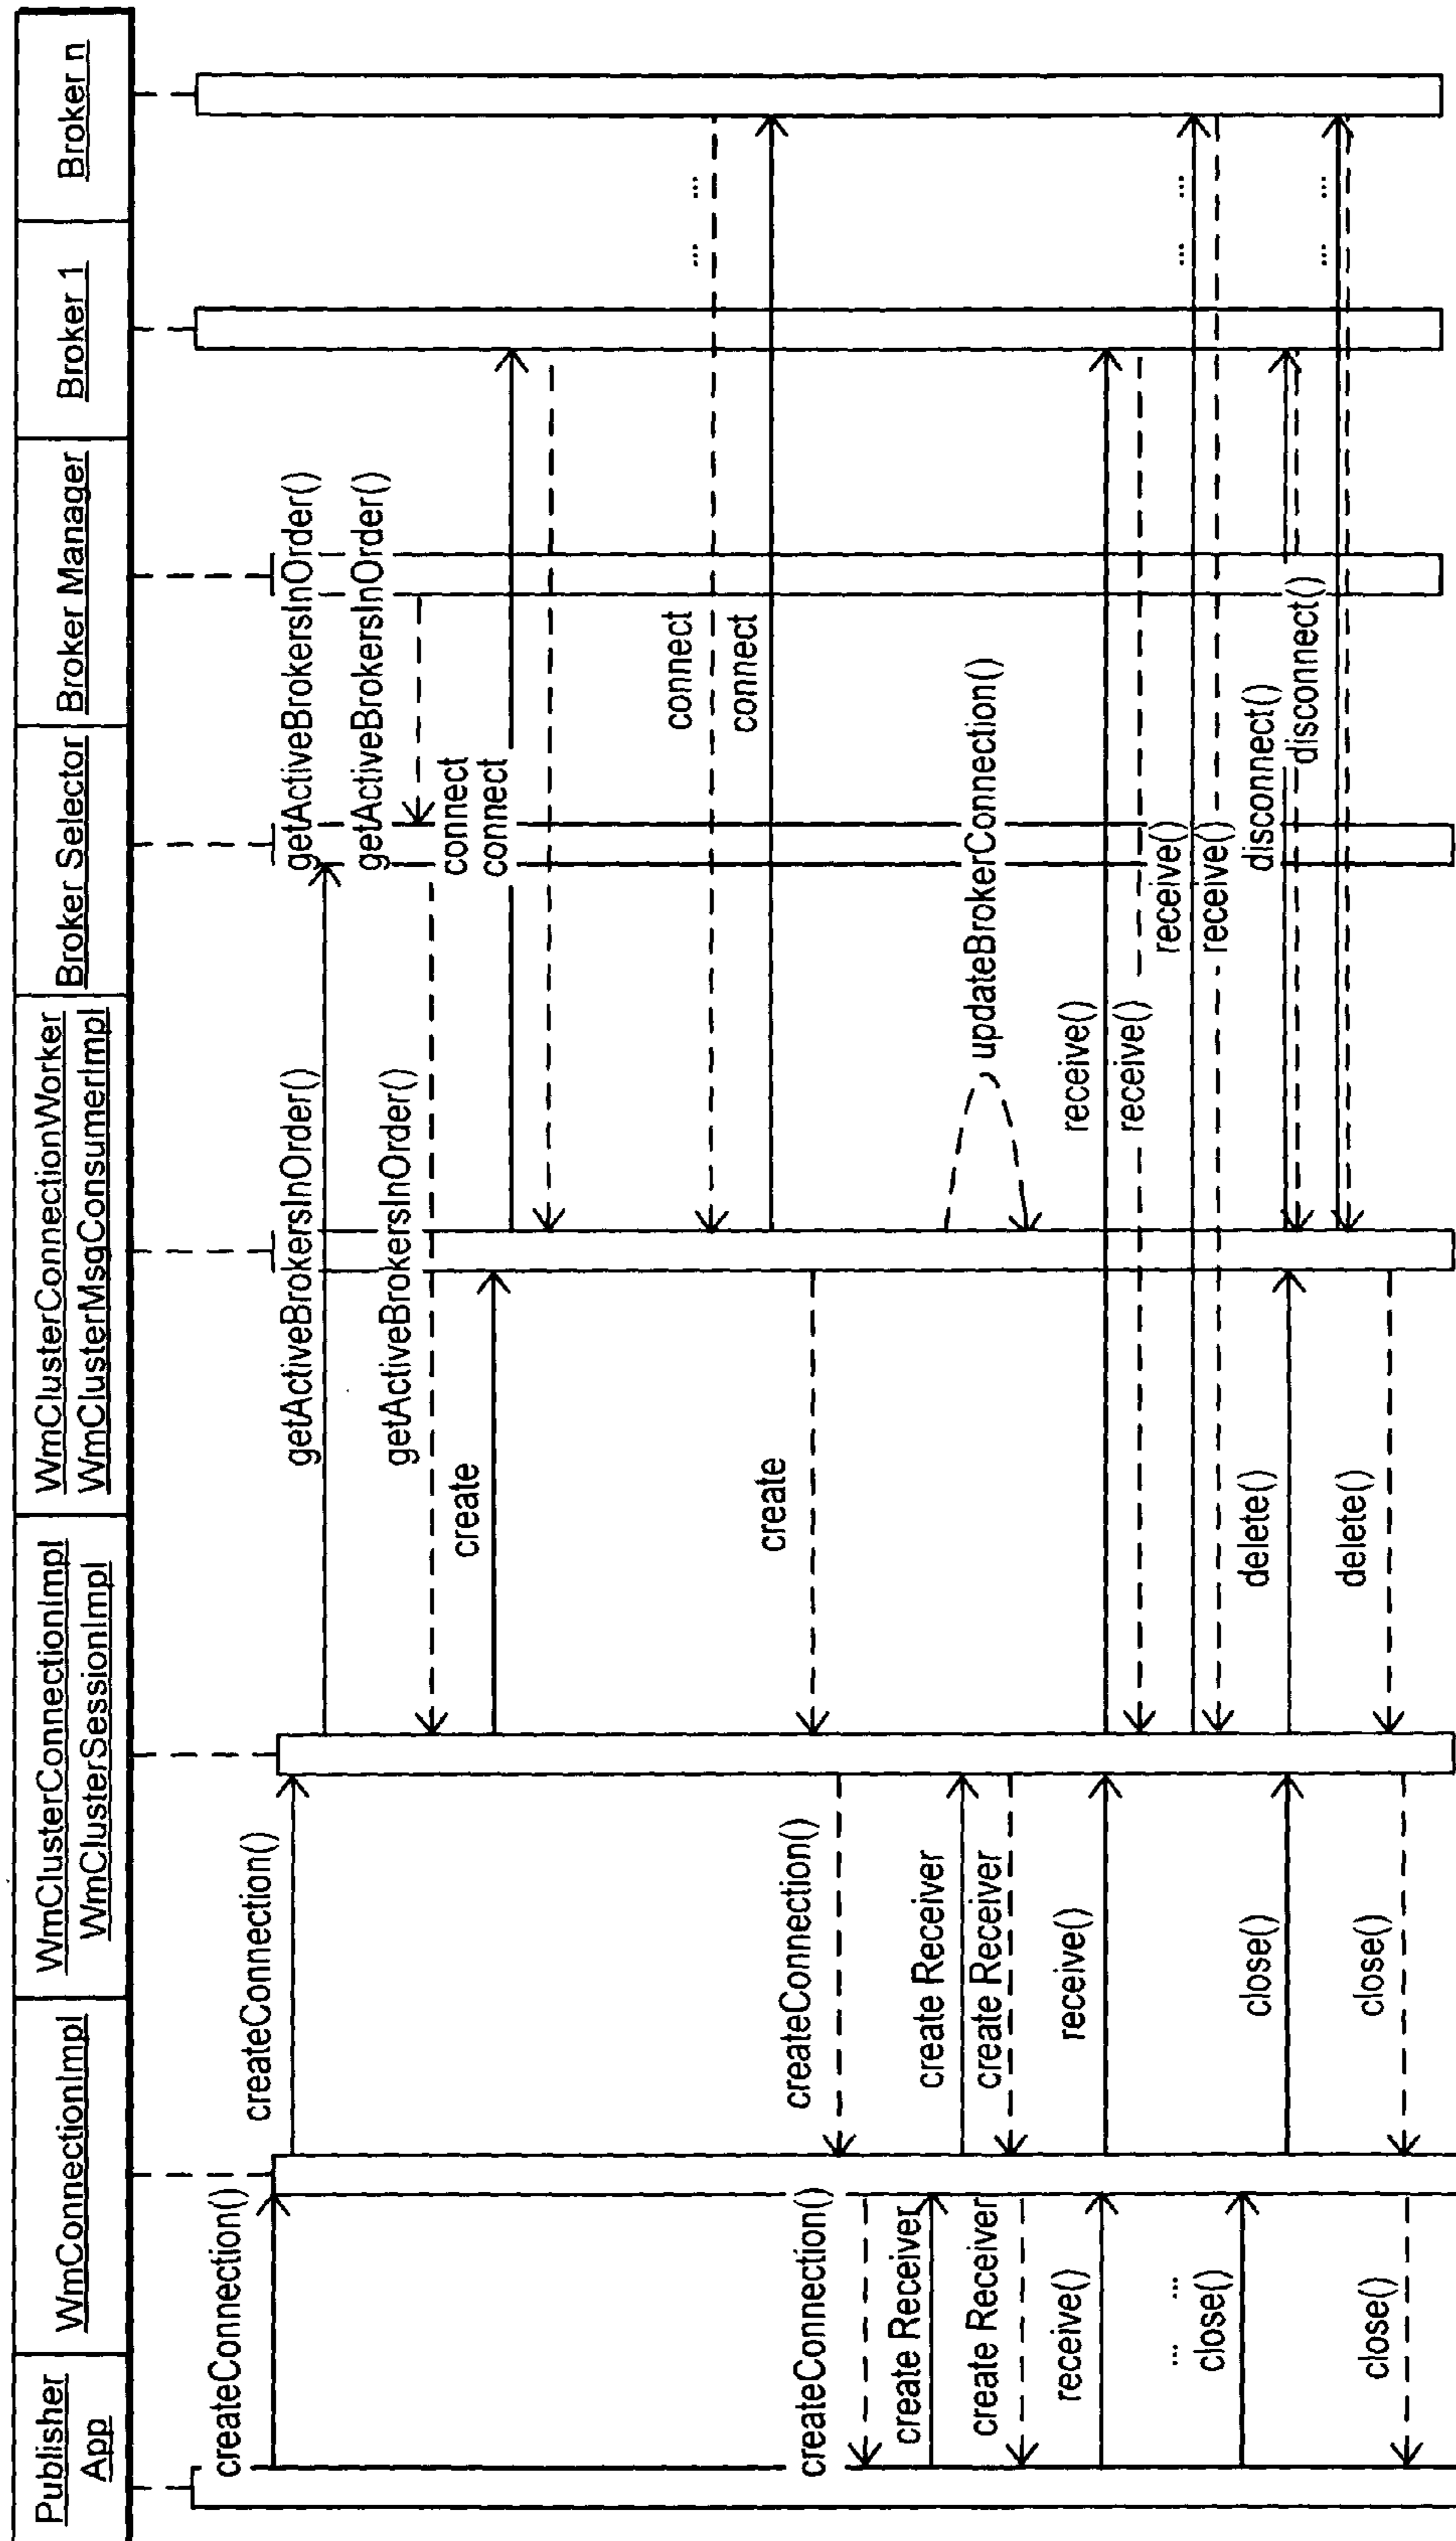 Publisher
App
WmConnectionImpl
WmClusterConnectionImpl
WmClusterSessionImpl
WmClusterConnectionWorker
WmClusterMsgConsumerImpl
Broker Selector
Broker Manager
Broker 1
Broker n
createConnection()
createConnection()
getActiveBrokersInOrder()
getActiveBrokersInOrder()
getActiveBrokersInOrder()
getActiveBrokersInOrder()
create
connect
connect
connect
... ...
connect
create
createConnection()
createConnection()
create Receiver
create Receiver
updateBrokerConnection()
create Receiver
create Receiver
receive()
receive()
receive()
receive()
... ...
receive()
... ...
receive()
close()
close()
delete()
disconnect()
disconnect()
... ...
delete()
close()
close()